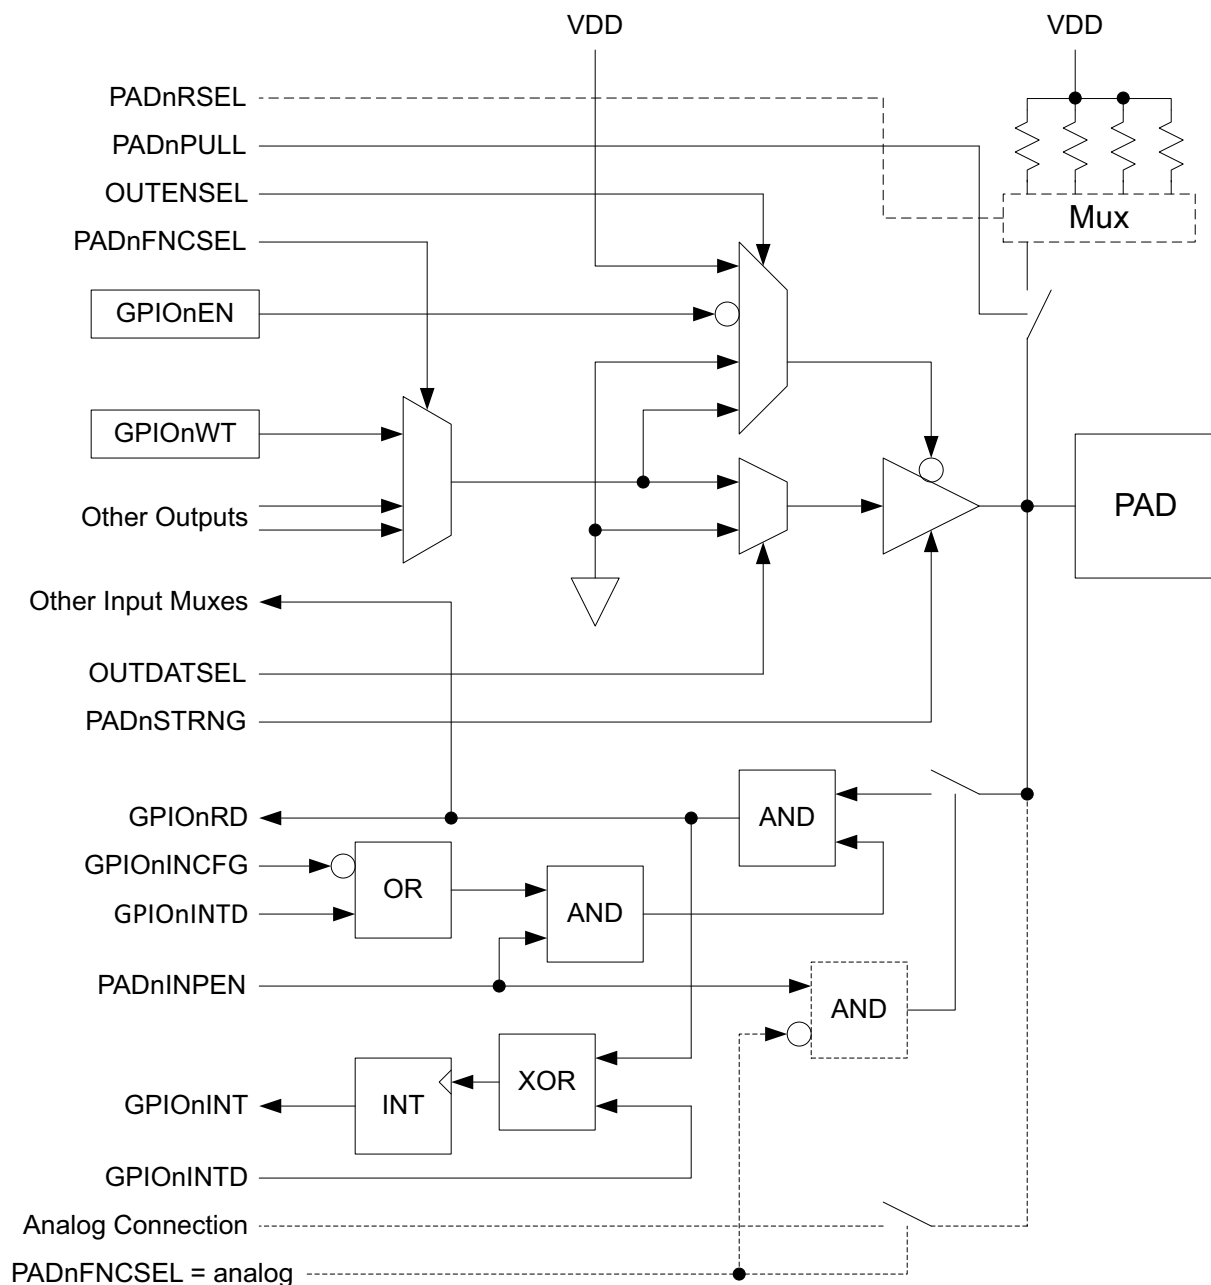 VDD
VDD
PADnRSEL
PADnPULL
OUTENSEL
Mux
PADnFNCSEL
GPIOnEN
GPIOnWT
PAD
Other Outputs
Other Input Muxes
OUTDATSEL
PADnSTRNG
GPIOnRD
AND
GPIOnINCFG
OR
GPIOnINTD
AND
PADnINPEN
AND
XOR
GPIOnINT
INT
GPIOnINTD
Analog Connection
PADnFNCSEL = analog